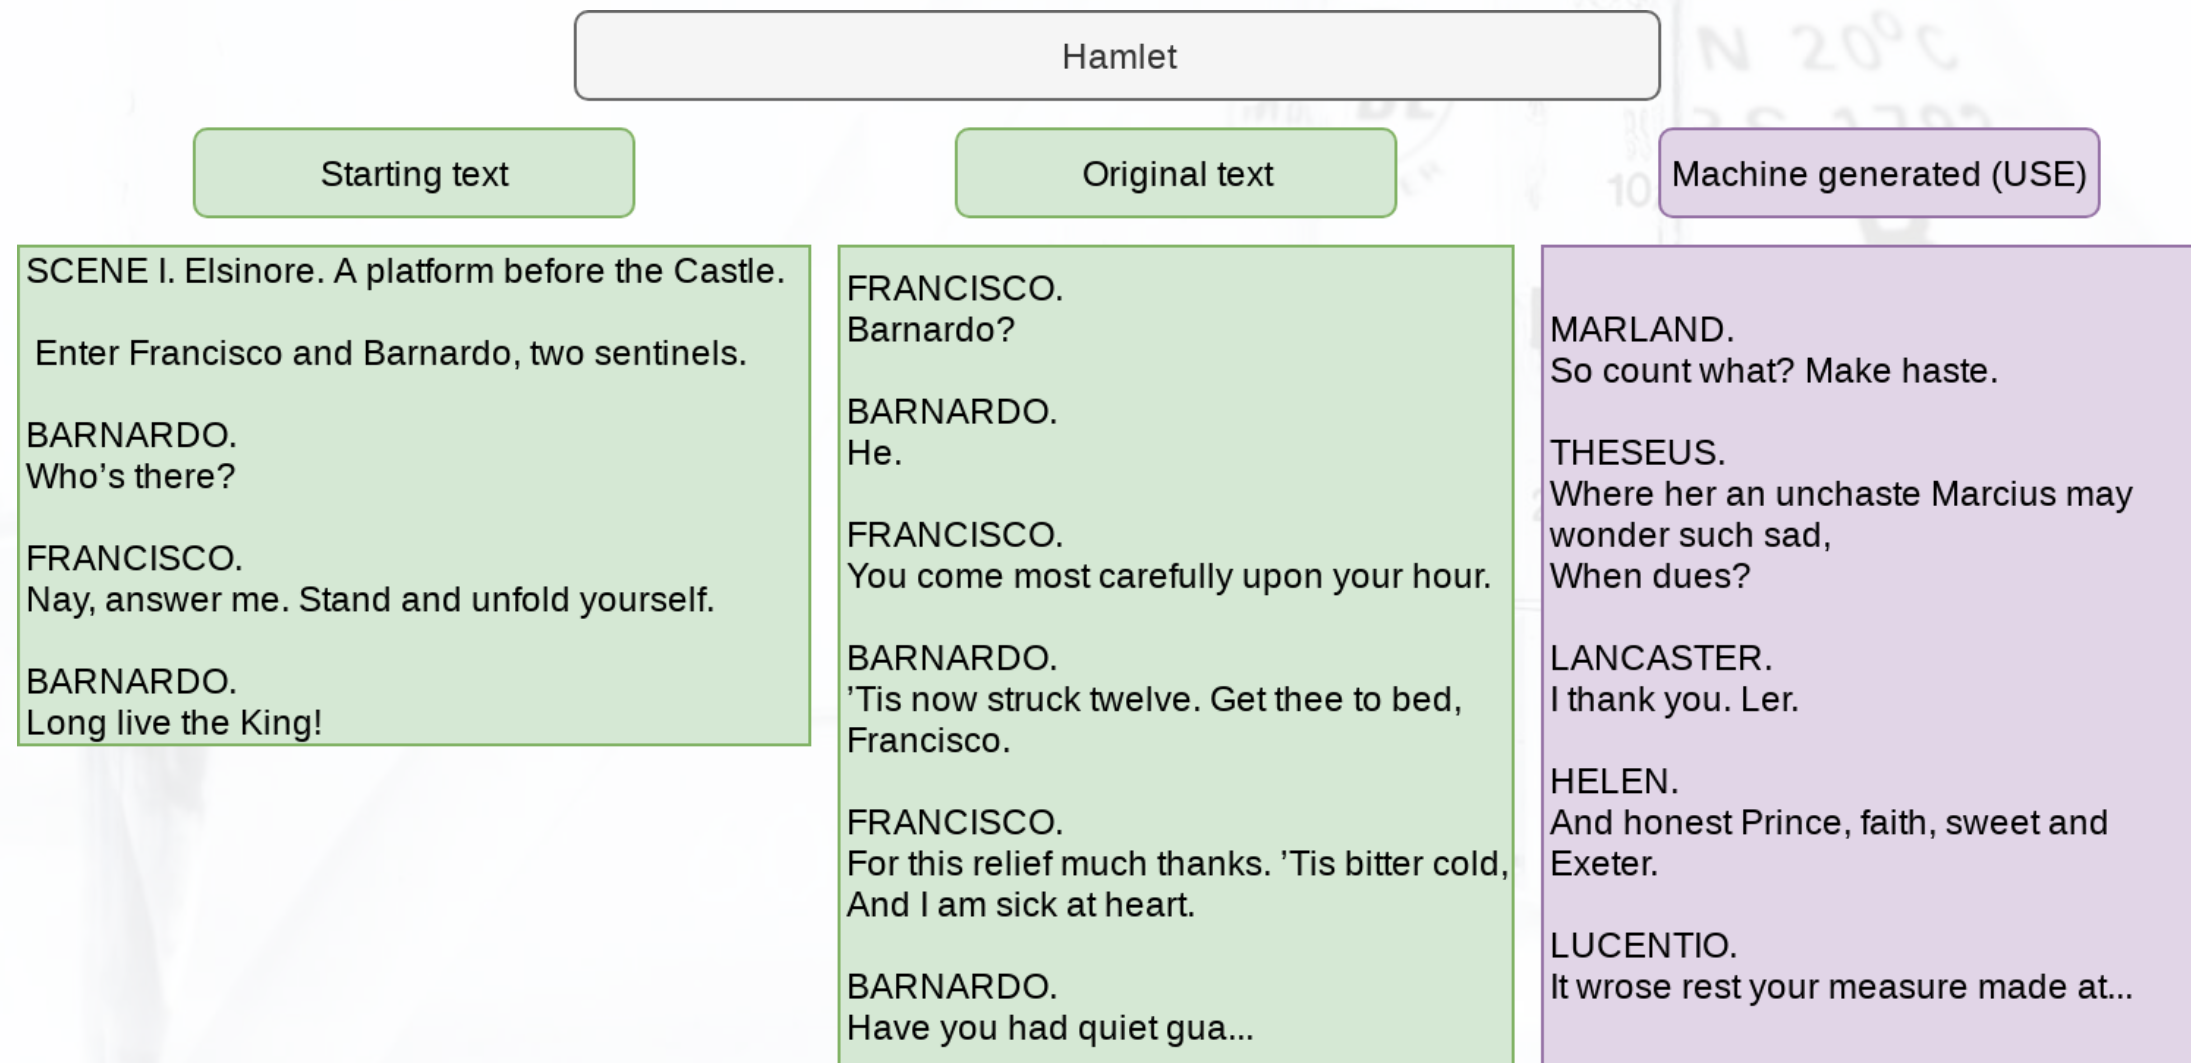 Hamlet
Starting text
SCENE I. Elsinore. A platform before the Castle.
Enter Francisco and Barnardo, two sentinels.
BARNARDO.
Who’s there?
FRANCISCO.
Nay, answer me. Stand and unfold yourself.
BARNARDO.
Long live the King!
Original text
FRANCISCO.
Barnardo?
BARNARDO.
He.
FRANCISCO.
You come most carefully upon your hour.
BARNARDO.
’Tis now struck twelve. Get thee to bed,
Francisco.
FRANCISCO.
For this relief much thanks. ’Tis bitter cold,
And I am sick at heart.
BARNARDO.
Have you had quiet gua...
Machine generated (USE)
MARLAND.
So count what? Make haste.
THESEUS.
Where her an unchaste Marcius may
wonder such sad,
When dues?
LANCASTER.
I thank you. Ler.
HELEN.
And honest Prince, faith, sweet and
Exeter.
LUCENTIO.
It wrose rest your measure made at...
N 20°C